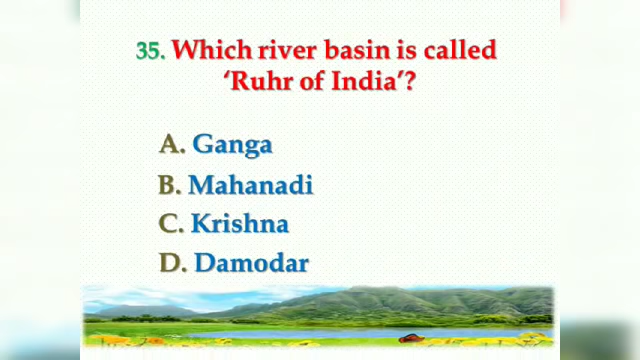 35. Which river basin is called
‘Ruhr of India’?
A. Ganga
B. Mahanadi
C. Krishna
D. Damodar